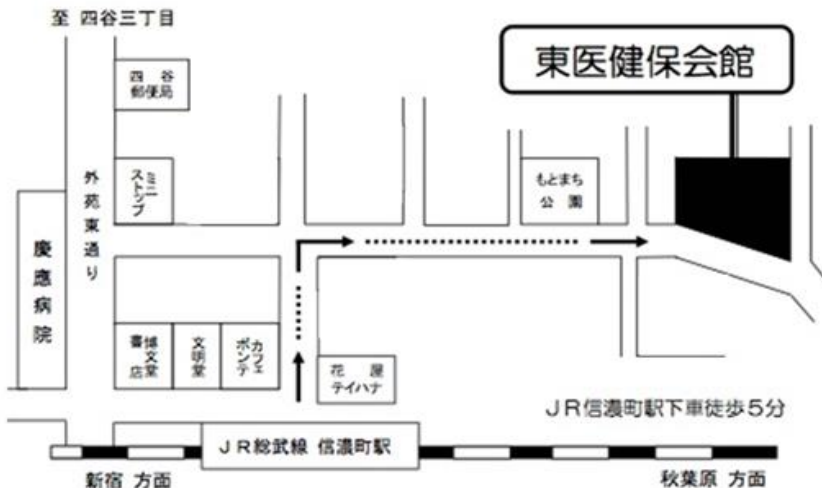 至 四谷三丁目
東医健保会館
四谷
郵便局
ミニ
ストップ
もとまち
公園
外苑東通り
慶應病院
博文堂
書店
文明堂
カフェ
ポンテ
花屋
テイハナ
JR信濃町駅下車徒歩5分
JR総武線 信濃町駅
新宿 方面
秋葉原 方面